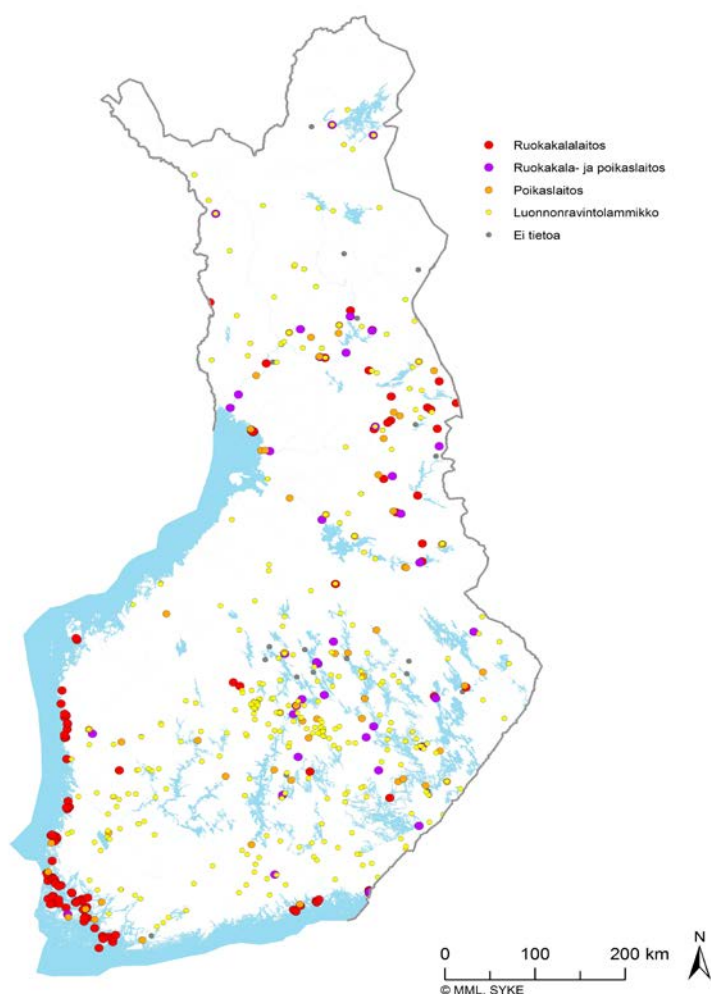 Ruokakalalaitos
Ruokakala- ja poikaslaitos
Poikaslaitos
Luonnonravintolammikko
Ei tietoa
N
0 100 200 km
© MML, SYKE